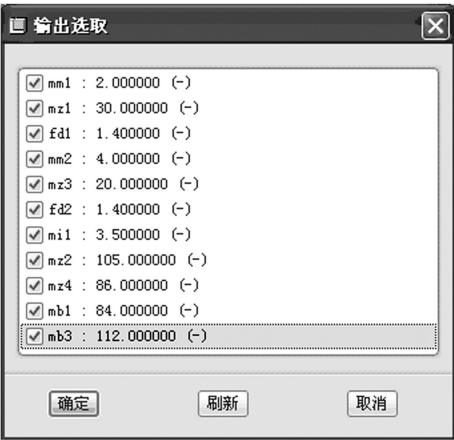 输出选取
mm1 : 2.000000 (-)
mz1 : 30.000000 (-)
fd1 : 1.400000 (-)
mm2 : 4.000000 (-)
mz3 : 20.000000 (-)
fd2 : 1.400000 (-)
mi1 : 3.500000 (-)
mz2 : 105.000000 (-)
mz4 : 86.000000 (-)
mb1 : 84.000000 (-)
mb3 : 112.000000 (-)
确定 刷新 取消